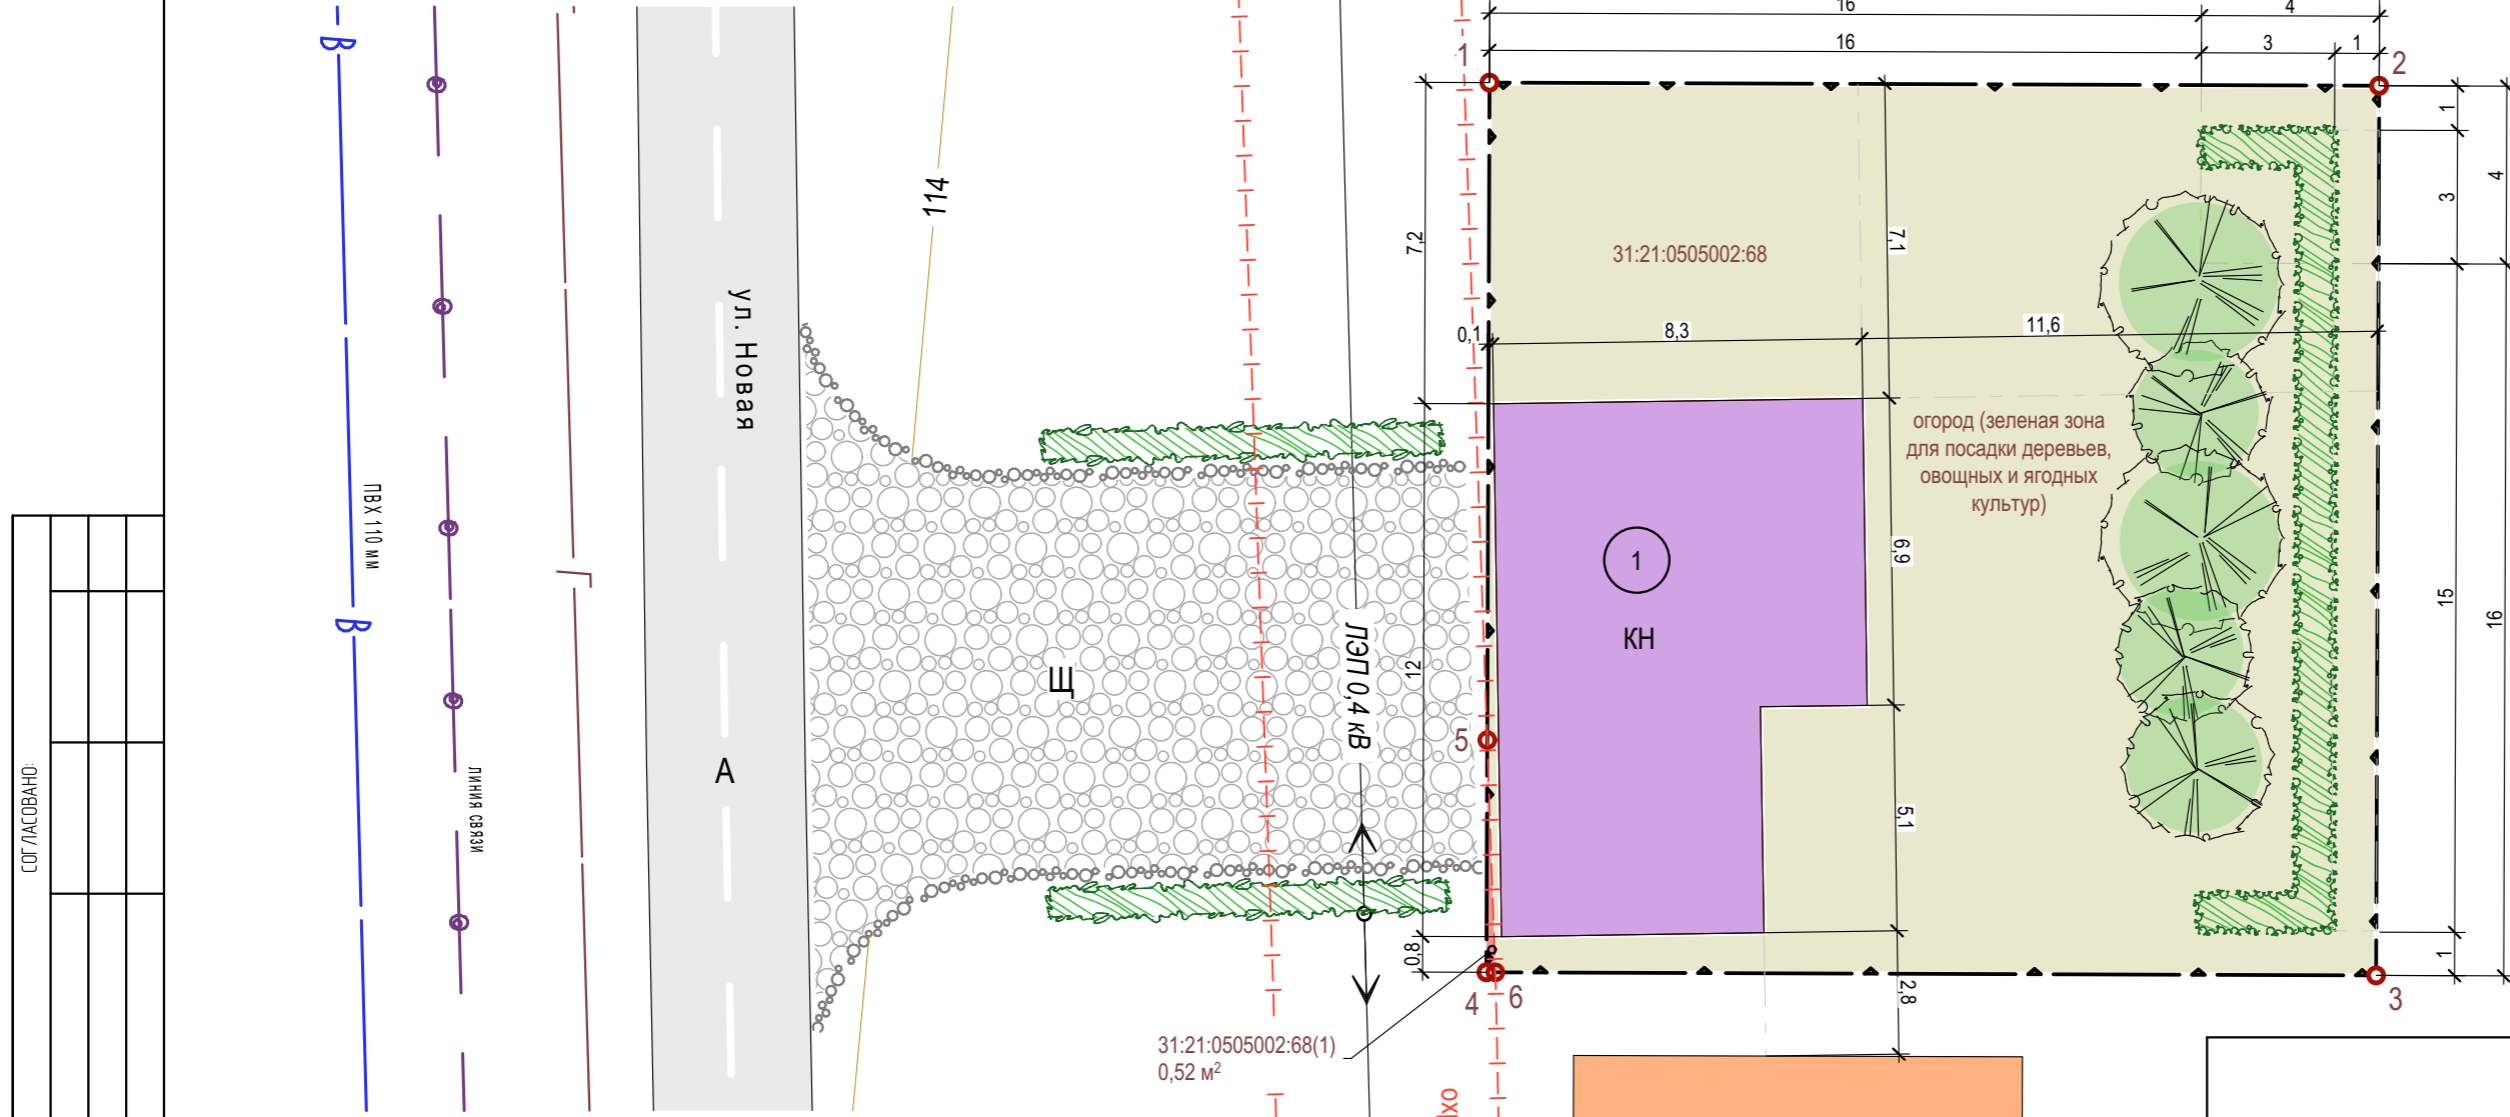 16
4
16
3
1
1
2
В
1
3
4
114
7,2
7,1
31:21:0505002:68
ул. Новая
0,1
8,3
11,6
огород (зеленая зона
для посадки деревьев,
овощных и ягодных
культур)
ПВХ 110 мм
Г
1
6,9
КН
В
15
16
ЛЭП 0,4 кВ
12
Щ
5
А
СОГЛАСОВАНО:
линия связи
5,1
0,8
1
4
6
2,8
3
31:21:0505002:68(1)
0,52 м²
охр